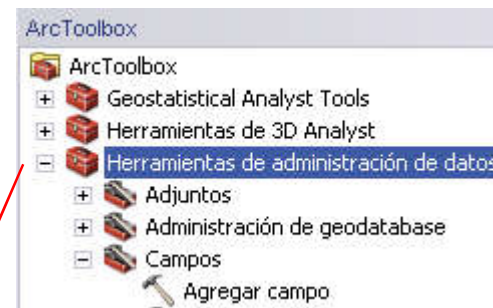 ArcToolbox
ArcToolbox
Geostatistical Analyst Tools
Herramientas de 3D Analyst
Herramientas de administración de datos
Adjuntos
Administración de geodatabase
Campos
Agregar campo